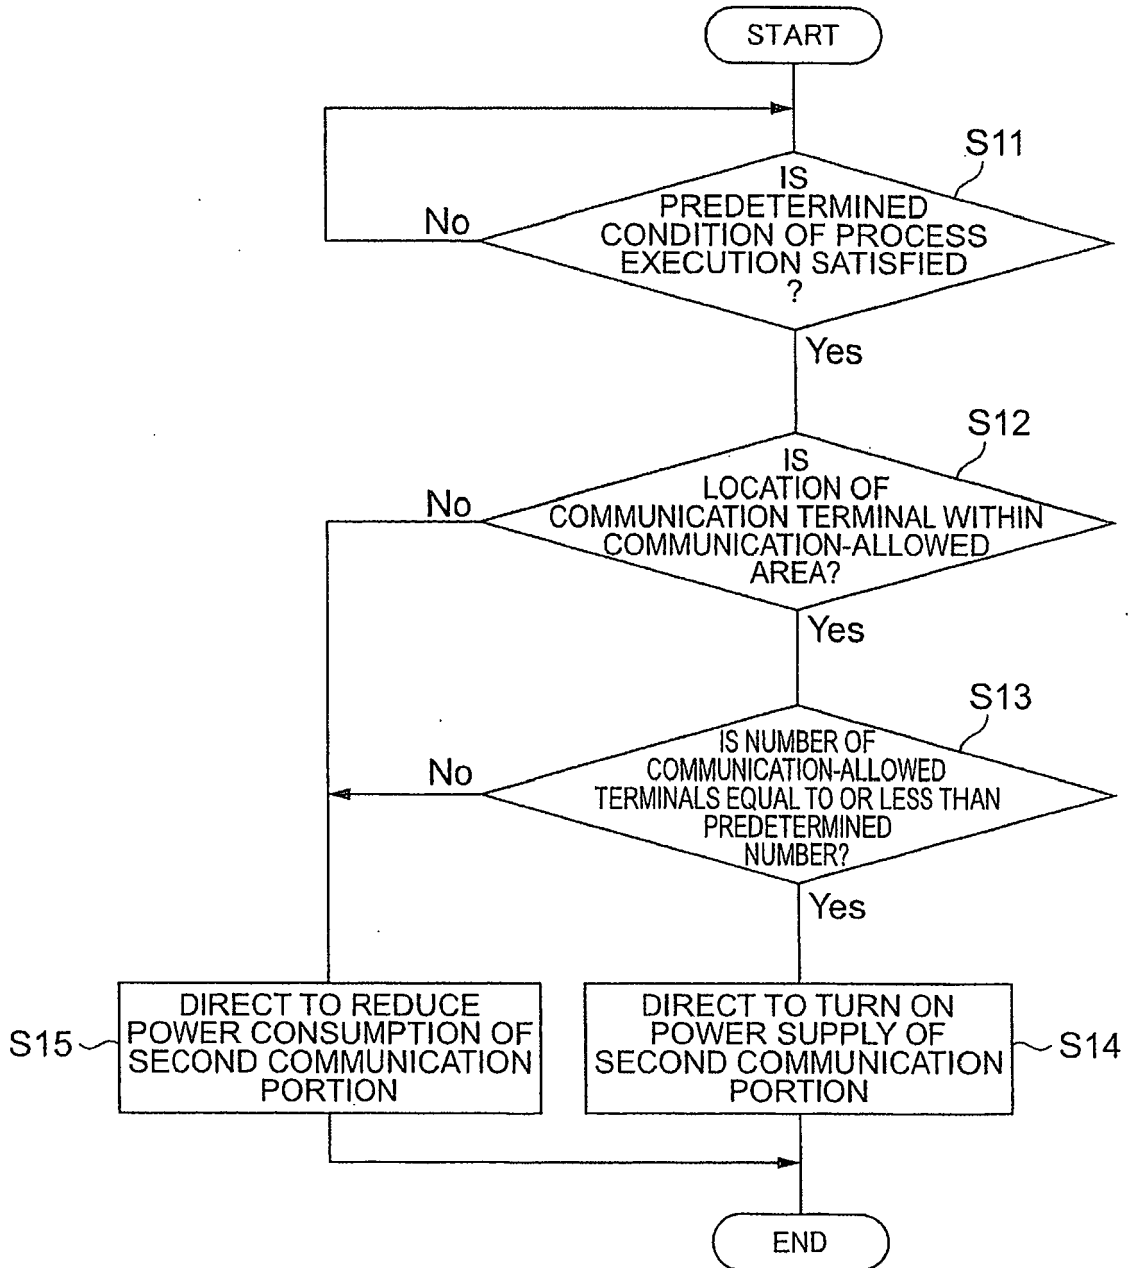 START
S11
IS
PREDETERMINED
CONDITION OF PROCESS
EXECUTION SATISFIED
?
No
Yes
S12
IS
LOCATION OF
COMMUNICATION TERMINAL WITHIN
COMMUNICATION-ALLOWED
AREA?
No
Yes
S13
IS NUMBER OF
COMMUNICATION-ALLOWED
TERMINALS EQUAL TO OR LESS THAN
PREDETERMINED
NUMBER?
No
Yes
S15
DIRECT TO REDUCE
POWER CONSUMPTION OF
SECOND COMMUNICATION
PORTION
DIRECT TO TURN ON
POWER SUPPLY OF
SECOND COMMUNICATION
PORTION
S14
END